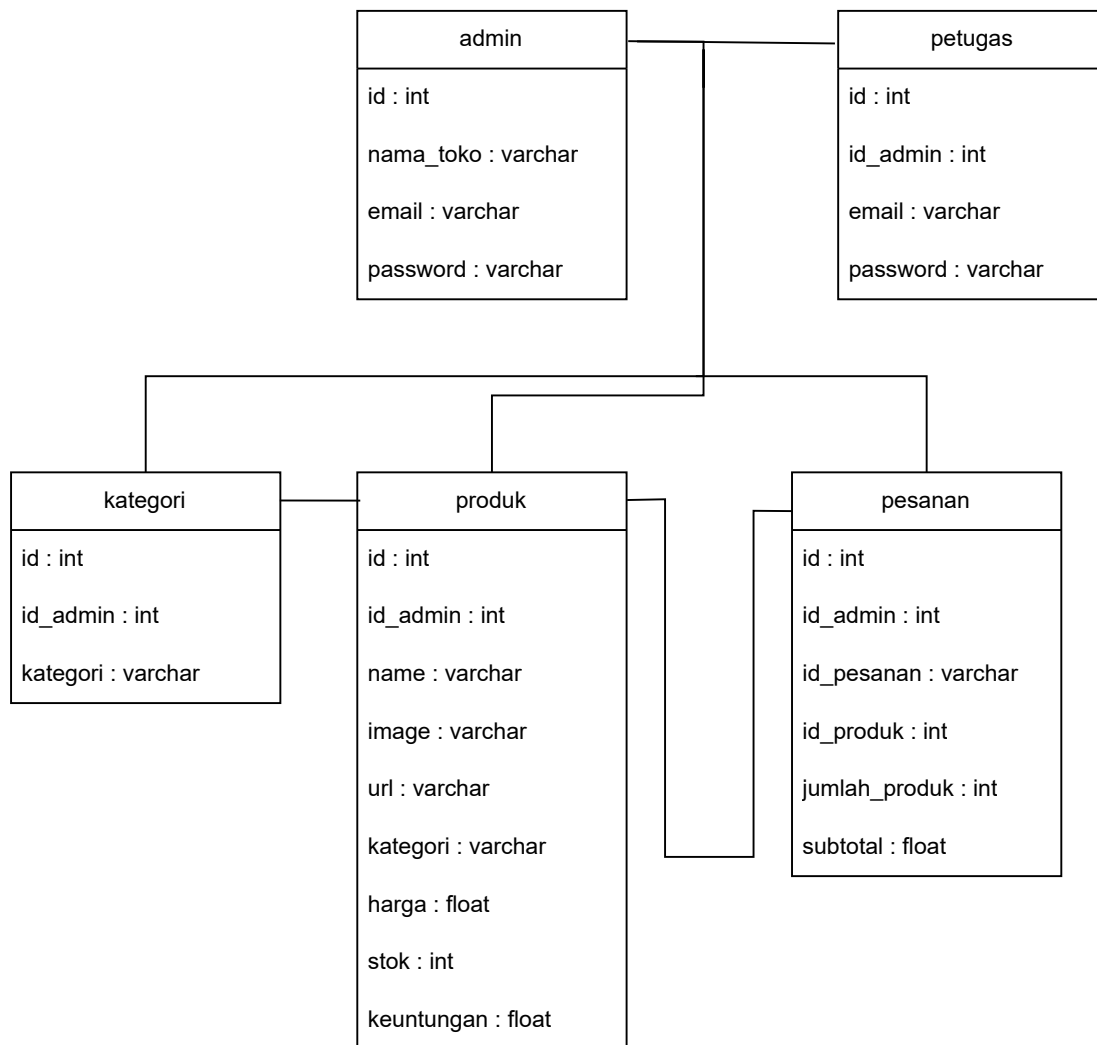 admin
id : int
nama_toko : varchar
email : varchar
password : varchar
petugas
id : int
id_admin : int
email : varchar
password : varchar
kategori
id : int
id_admin : int
kategori : varchar
produk
id : int
id_admin : int
name : varchar
image : varchar
url : varchar
kategori : varchar
harga : float
stok : int
keuntungan : float
pesanan
id : int
id_admin : int
id_pesanan : varchar
id_produk : int
jumlah_produk : int
subtotal : float